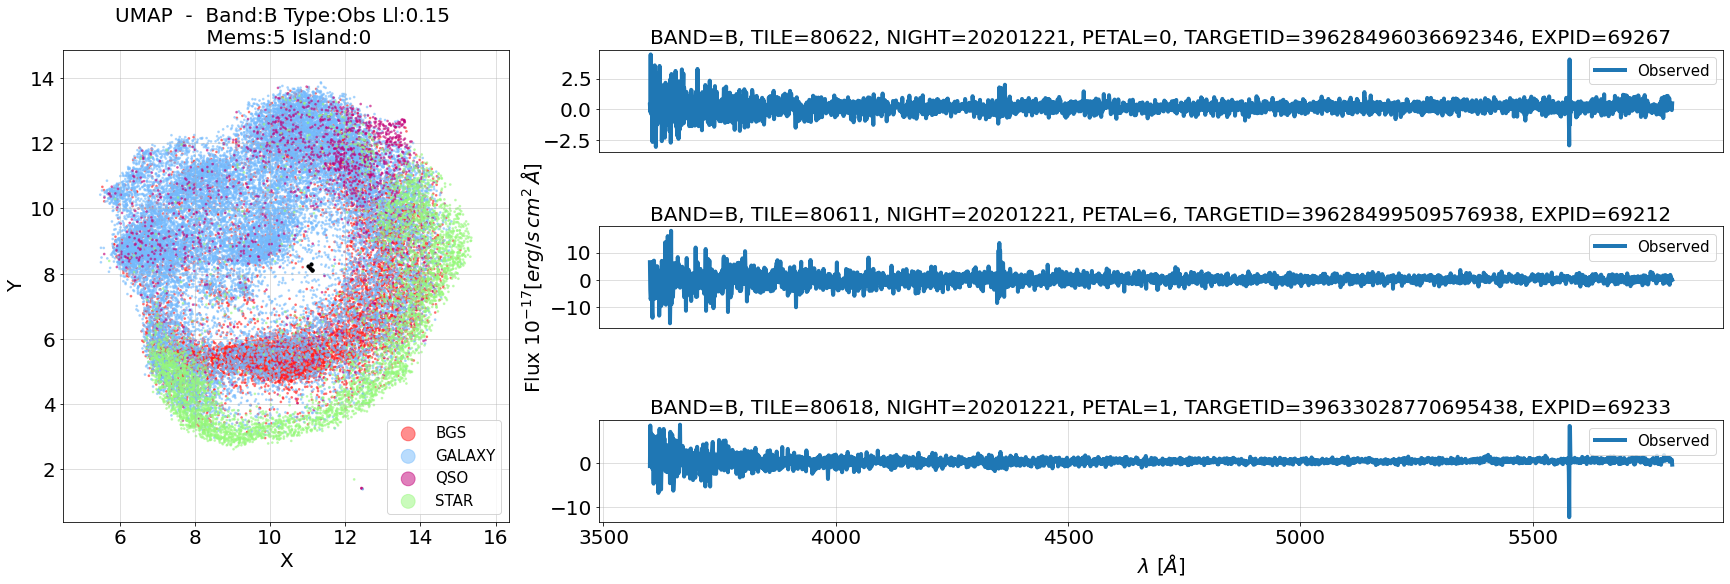 UMAP - Band:B Type:Obs Ll:0.15
Mems:5 Island:0
14
12
10
8
6
4
2
Y
6
8
10
12
14
16
X
BGS
GALAXY
QSO
STAR
Flux 10⁻¹⁷[erg/s cm² Å]
BAND=B, TILE=80622, NIGHT=20201221, PETAL=0, TARGETID=39628496036692346, EXPID=69267
2.5
0.0
−2.5
Observed
BAND=B, TILE=80611, NIGHT=20201221, PETAL=6, TARGETID=39628499509576938, EXPID=69212
10
0
−10
Observed
BAND=B, TILE=80618, NIGHT=20201221, PETAL=1, TARGETID=39633028770695438, EXPID=69233
0
−10
Observed
3500
4000
4500
5000
5500
λ [Å]